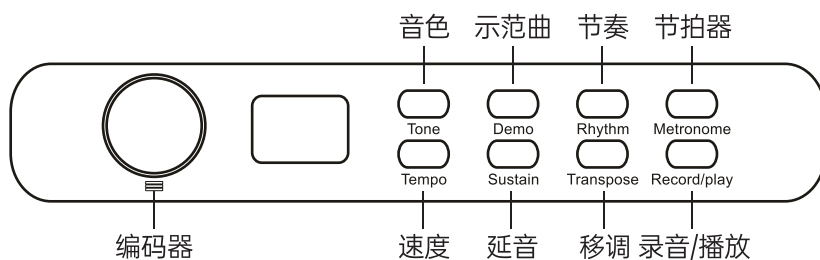 音色 示范曲 节奏 节拍器
Tone Demo Rhythm Metronome
Tempo Sustain Transpose Record/play
编码器 速度 延音 移调 录音/播放